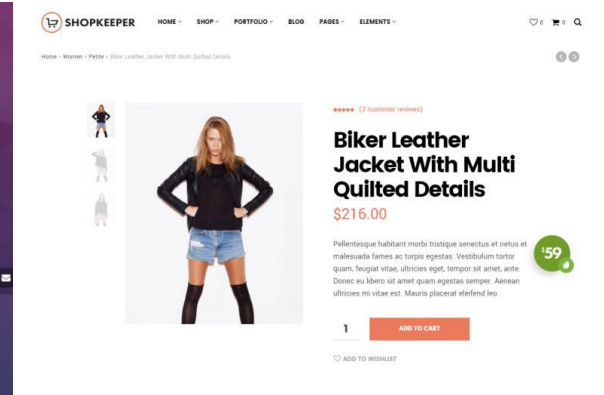 SHOPKEEPER
HOME SHOP PORTFOLIO BLOG PAGES ELEMENTS 0 0
Home > Women > Petite > Biker Leather Jacket With Multi Quilted Details
(2 customer reviews)
Biker Leather
Jacket With Multi
Quilted Details
$216.00
Pellentesque habitant morbi tristique senectus et netus et
malesuada fames ac turpis egestas. Vestibulum tortor
quam, feugiat vitae, ultricies eget, tempor sit amet, ante.
Donec eu libero sit amet quam egestas semper. Aenean
ultricies mi vitae est. Mauris placerat eleifend leo.
$59
1 ADD TO CART
ADD TO WISHLIST